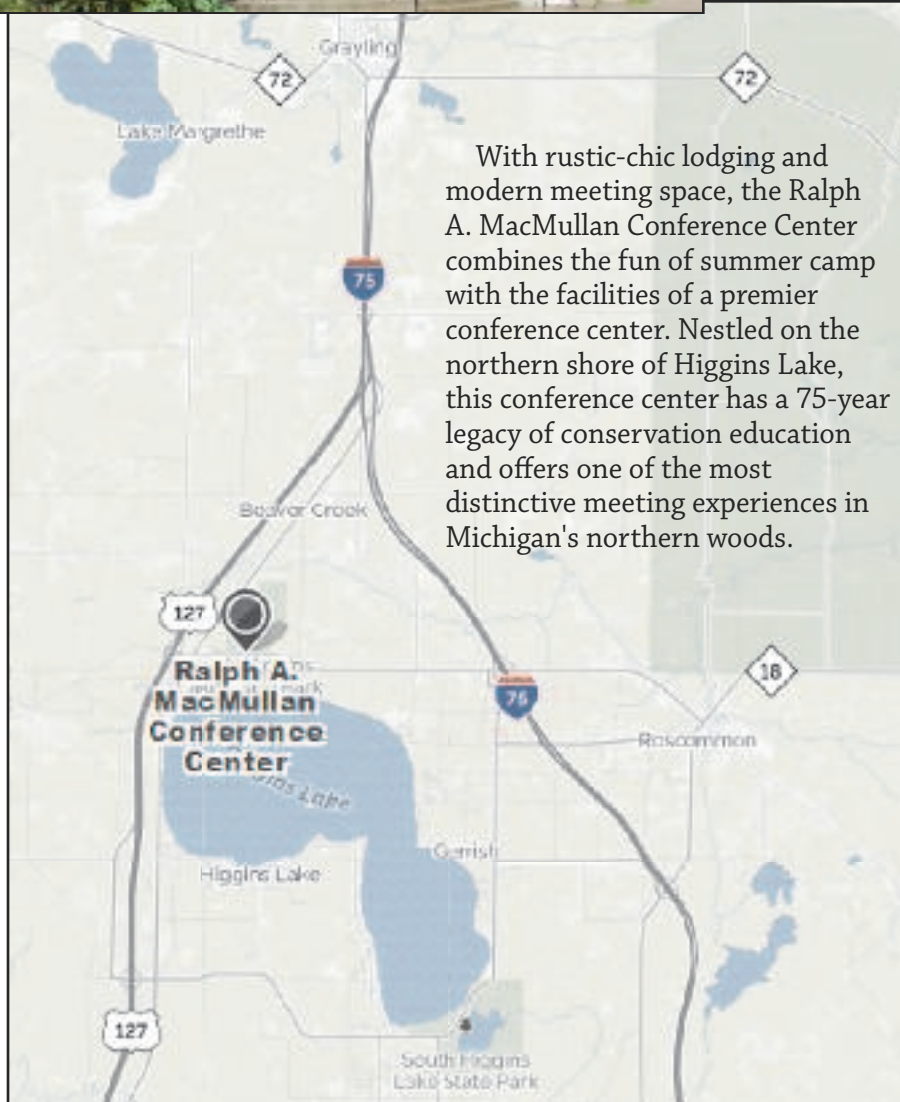 Grayling
72
72
Lake Margrethe
With rustic-chic lodging and
modern meeting space, the Ralph
A. MacMullan Conference Center
combines the fun of summer camp
with the facilities of a premier
conference center. Nestled on the
northern shore of Higgins Lake,
this conference center has a 75-year
legacy of conservation education
and offers one of the most
distinctive meeting experiences in
Michigan's northern woods.
75
Beaver Creek
127
Ralph A.
MacMullan
Conference
Center
75
18
Roscommon
Lake
Gerrish
Higgins Lake
127
South Higgins
Lake State Park